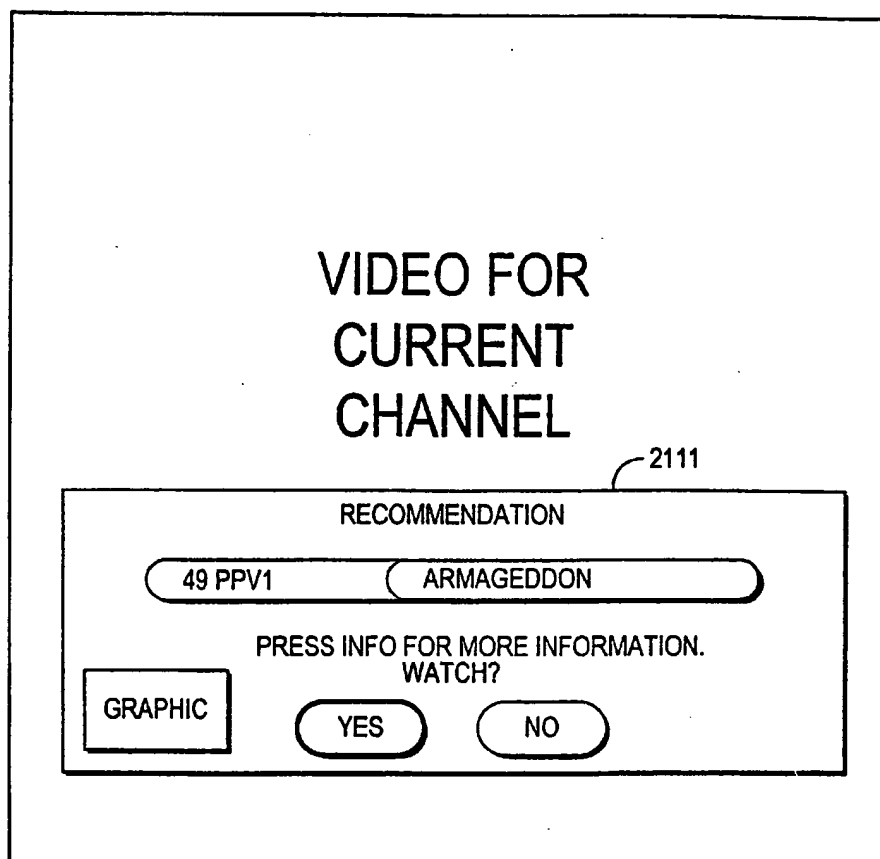 VIDEO FOR
CURRENT
CHANNEL
2111
RECOMMENDATION
49 PPV1 ARMAGEDDON
PRESS INFO FOR MORE INFORMATION.
WATCH?
GRAPHIC YES NO